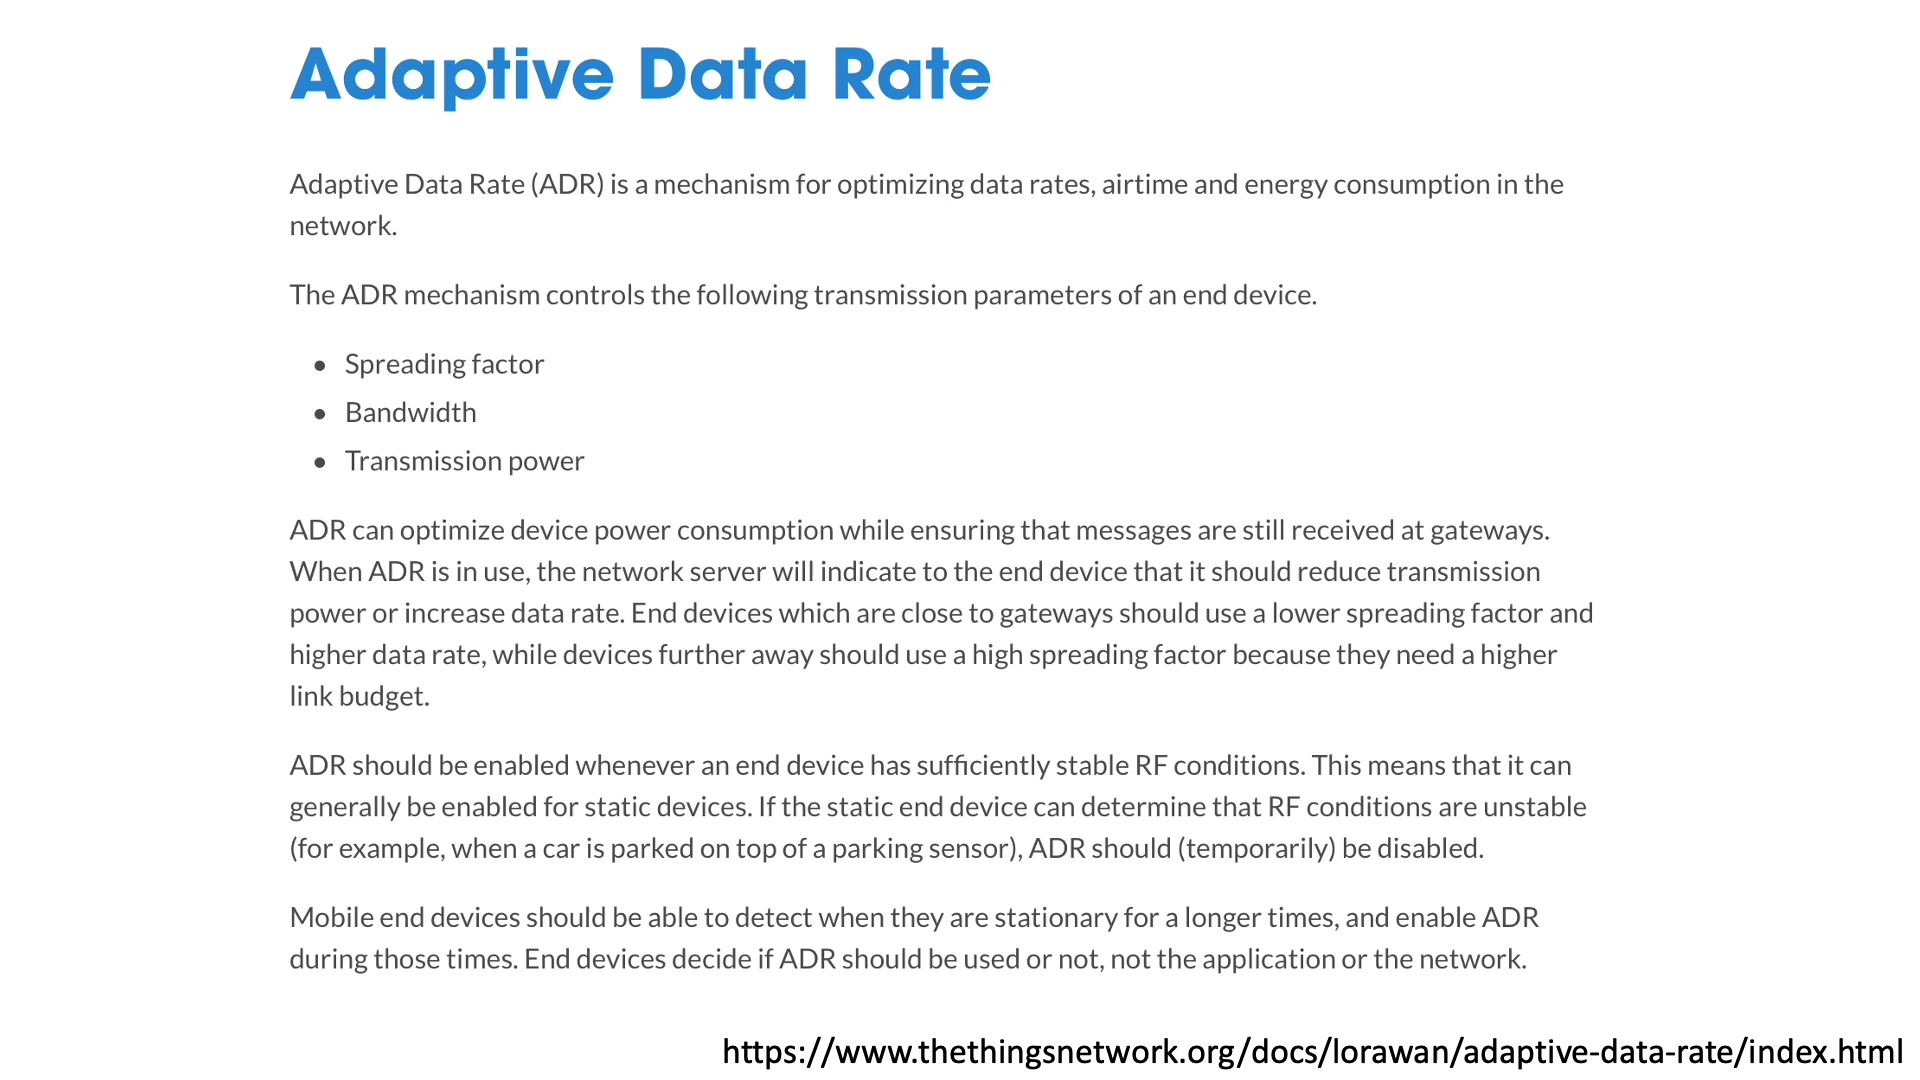 Adaptive Data Rate
Adaptive Data Rate (ADR) is a mechanism for optimizing data rates, airtime and energy consumption in the
network.
The ADR mechanism controls the following transmission parameters of an end device.
• Spreading factor
• Bandwidth
• Transmission power
ADR can optimize device power consumption while ensuring that messages are still received at gateways.
When ADR is in use, the network server will indicate to the end device that it should reduce transmission
power or increase data rate. End devices which are close to gateways should use a lower spreading factor and
higher data rate, while devices further away should use a high spreading factor because they need a higher
link budget.
ADR should be enabled whenever an end device has sufficiently stable RF conditions. This means that it can
generally be enabled for static devices. If the static end device can determine that RF conditions are unstable
(for example, when a car is parked on top of a parking sensor), ADR should (temporarily) be disabled.
Mobile end devices should be able to detect when they are stationary for a longer times, and enable ADR
during those times. End devices decide if ADR should be used or not, not the application or the network.
https://www.thethingsnetwork.org/docs/lorawan/adaptive-data-rate/index.html